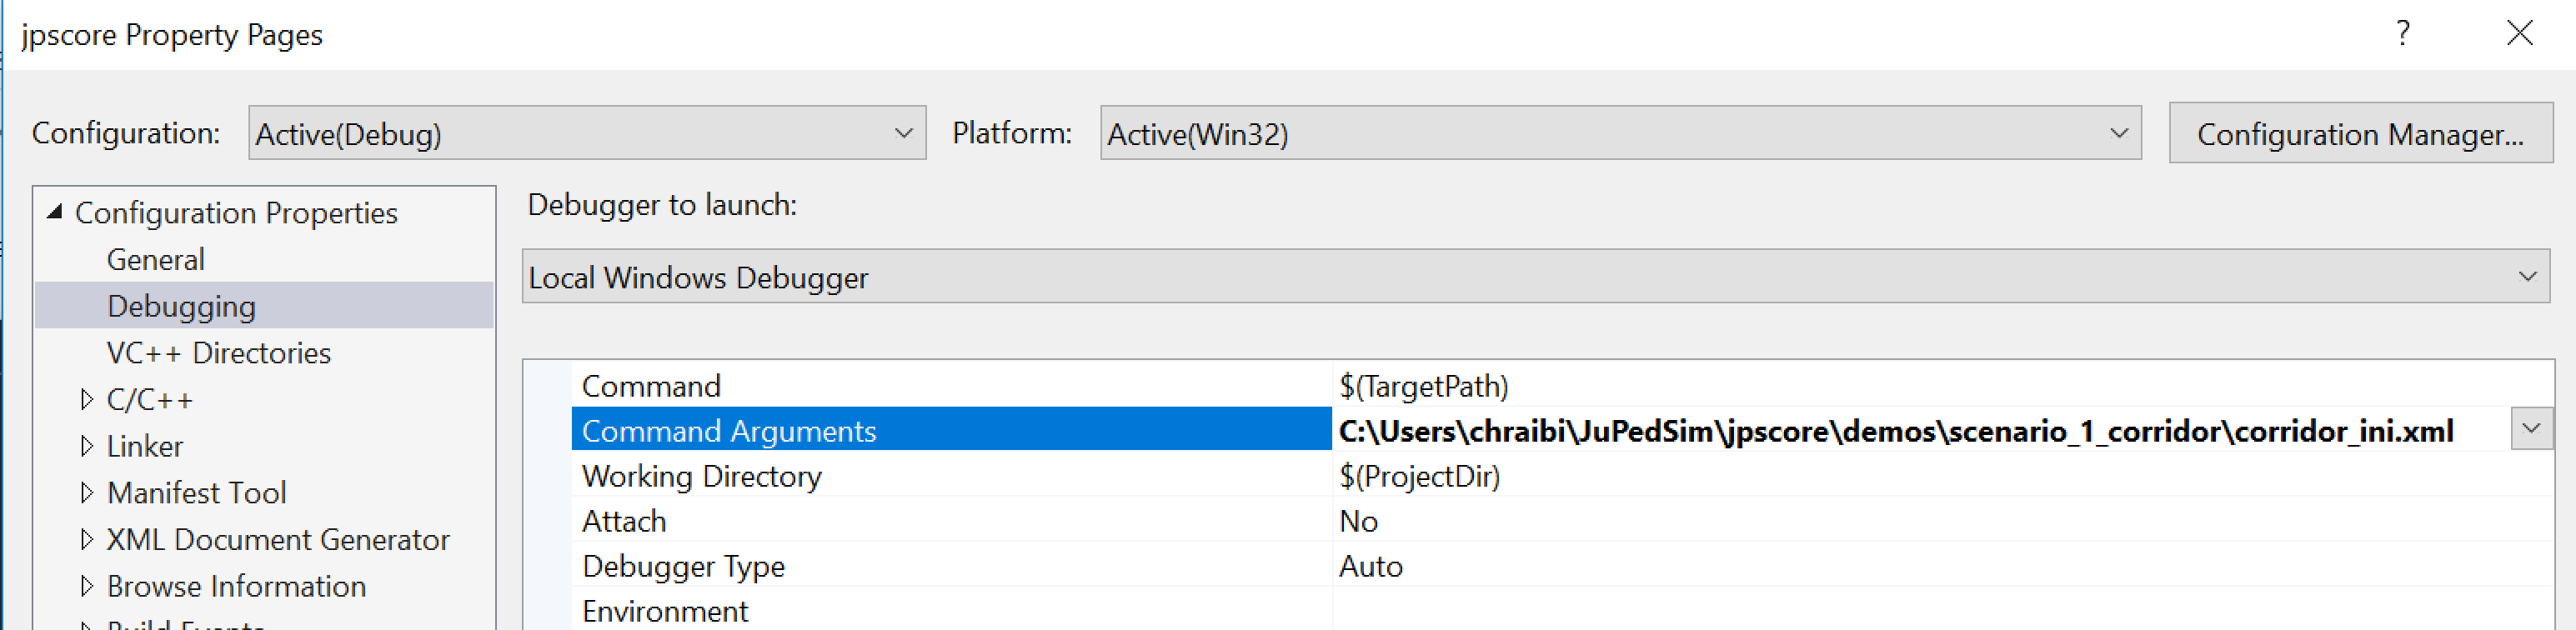 jpscore Property Pages ?
Configuration: Active(Debug) Platform: Active(Win32) Configuration Manager...
Configuration Properties
General
Debugging
VC++ Directories
C/C++
Linker
Manifest Tool
XML Document Generator
Browse Information
Build Events
Debugger to launch:
Local Windows Debugger
Command $(TargetPath)
Command Arguments C:\Users\chraibi\JuPedSim\jpscore\demos\scenario_1_corridor\corridor_ini.xml
Working Directory $(ProjectDir)
Attach No
Debugger Type Auto
Environment